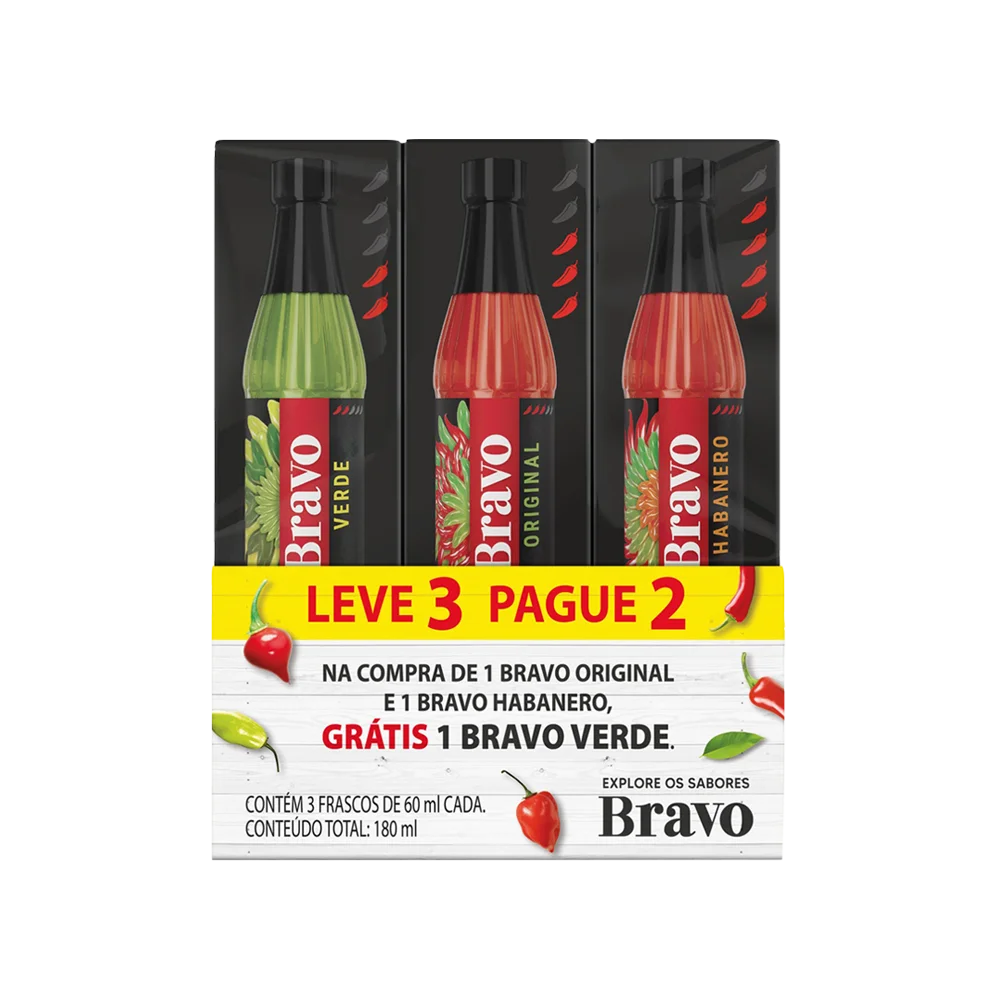 Bravo
VERDE
Bravo
ORIGINAL
Bravo
HABANERO
LEVE 3 PAGUE 2
NA COMPRA DE 1 BRAVO ORIGINAL
E 1 BRAVO HABANERO,
GRÁTIS 1 BRAVO VERDE.
CONTÉM 3 FRASCOS DE 60 ml CADA.
CONTEÚDO TOTAL: 180 ml
EXPLORE OS SABORES
Bravo